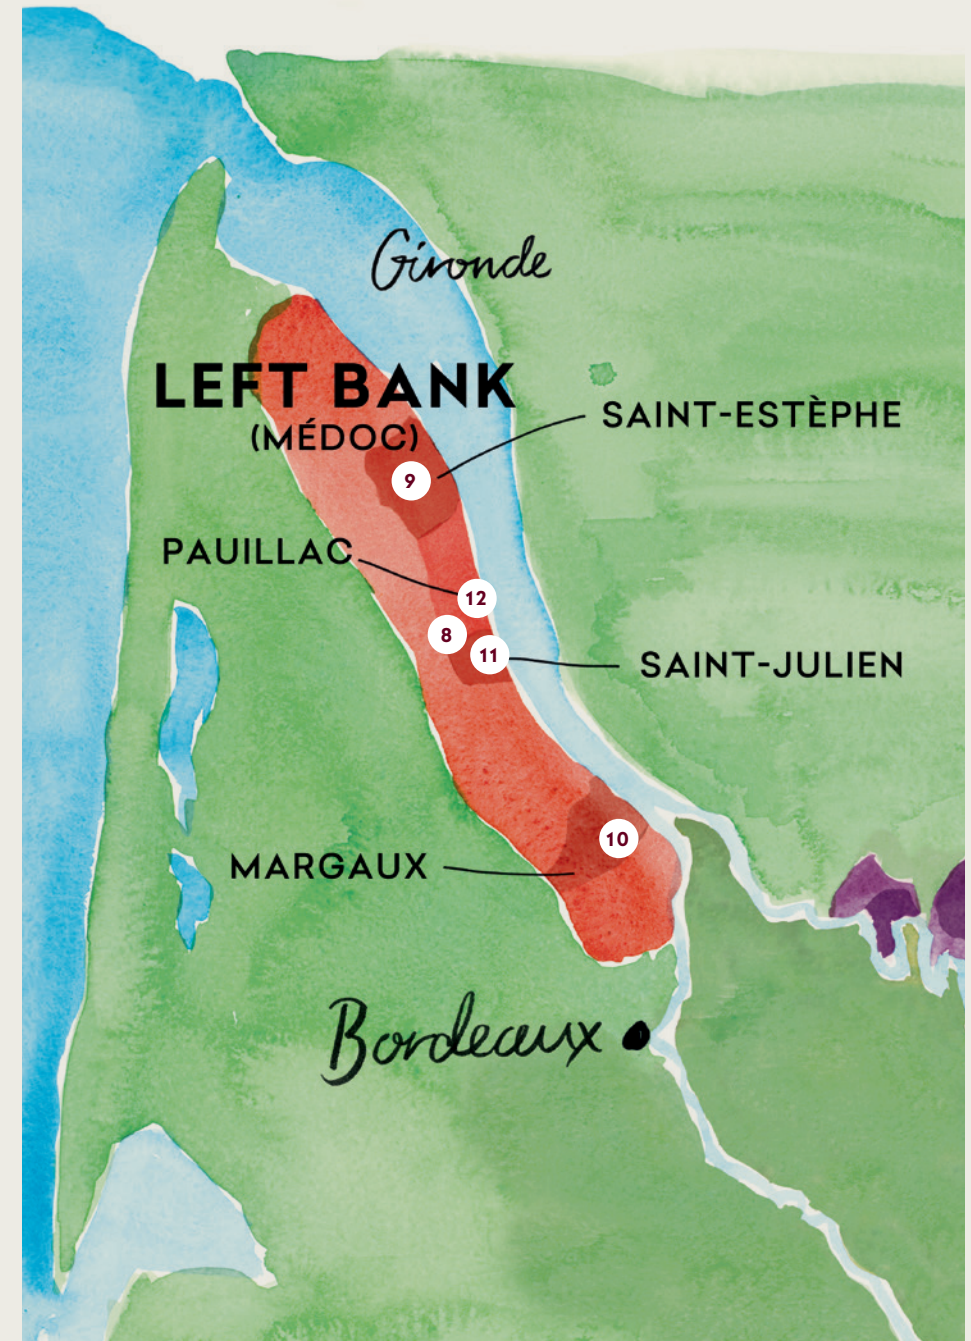 Gironde
LEFT BANK
(MÉDOC)
SAINT-ESTÈPHE
9
PAUILLAC
12
8
11
SAINT-JULIEN
10
MARGAUX
Bordeaux